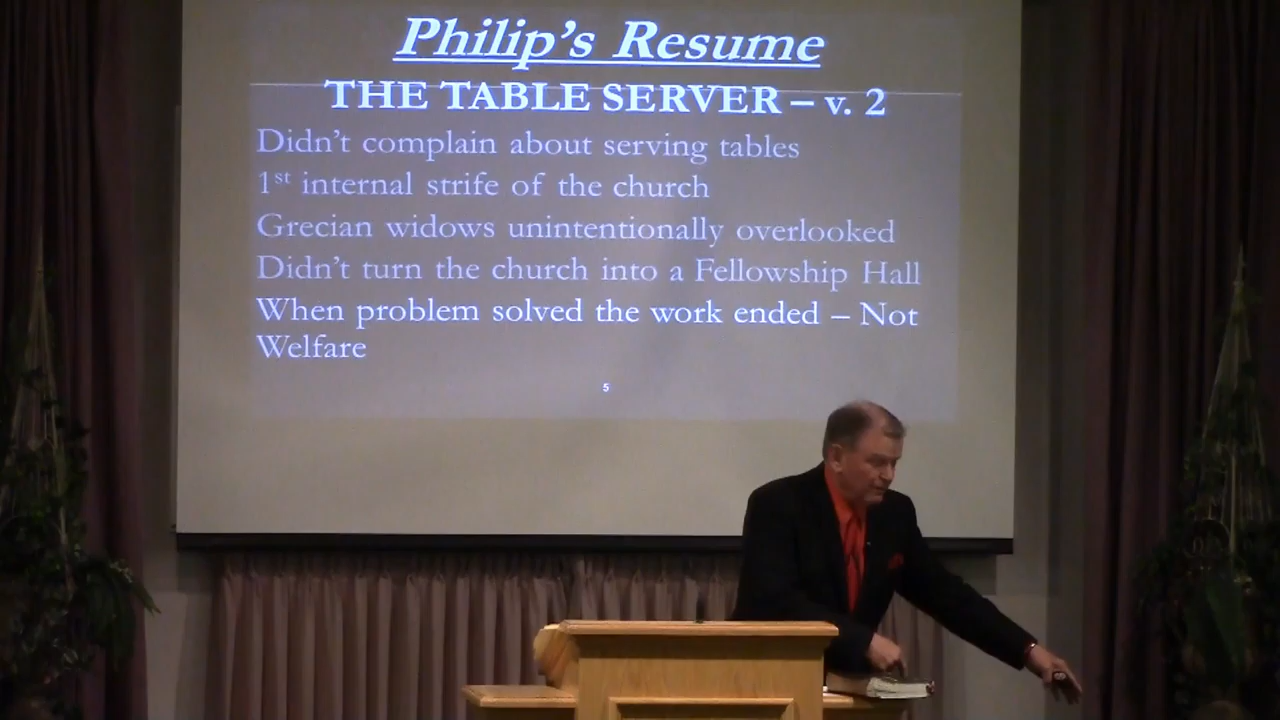 Philip's Resume
THE TABLE SERVER – v. 2
Didn't complain about serving tables
1st internal strife of the church
Grecian widows unintentionally overlooked
Didn't turn the church into a Fellowship Hall
When problem solved the work ended – Not
Welfare
5